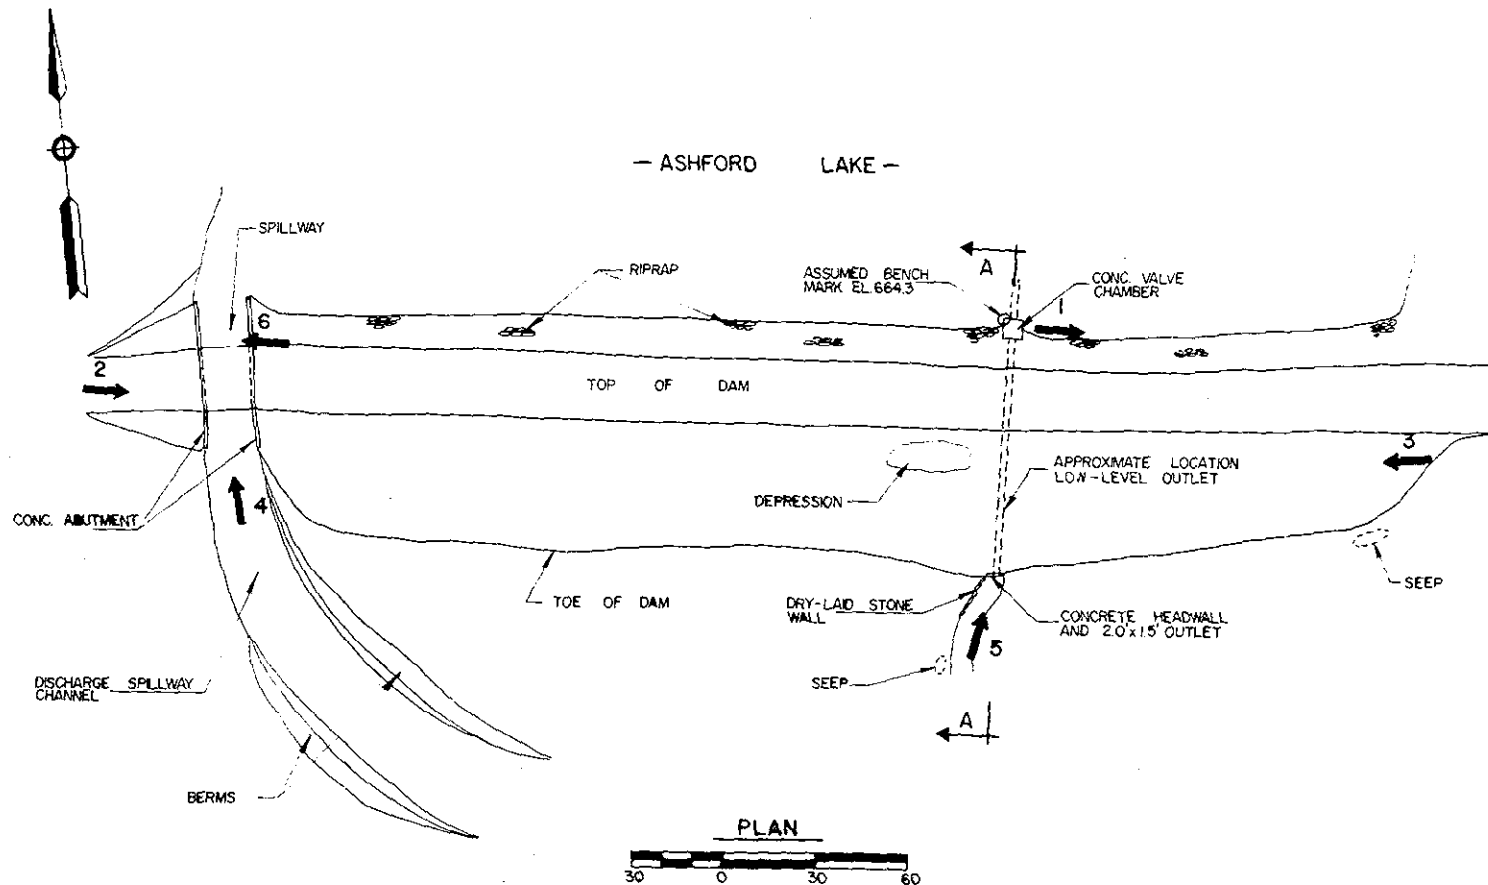 — ASHFORD LAKE —
SPILLWAY
RIPRAP
ASSUMED BENCH
MARK EL. 664.3
A
CONC. VALVE
CHAMBER
1
6
2
TOP OF DAM
3
APPROXIMATE LOCATION
LOW-LEVEL OUTLET
DEPRESSION
4
CONC. ABUTMENT
SEEP
TOE OF DAM
DRY-LAID STONE
WALL
CONCRETE HEADWALL
AND 2.0' x 1.5' OUTLET
5
SEEP
DISCHARGE SPILLWAY
CHANNEL
A
BERMS
PLAN
30 0 30 60